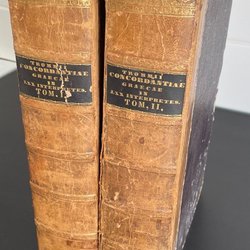 TROMMII
CONCORDANTIAE
GRAECAE
IN
LXX INTERPRETES.
TOM. I.
TROMMII
CONCORDANTIAE
GRAECAE
IN
LXX INTERPRETES.
TOM. II.